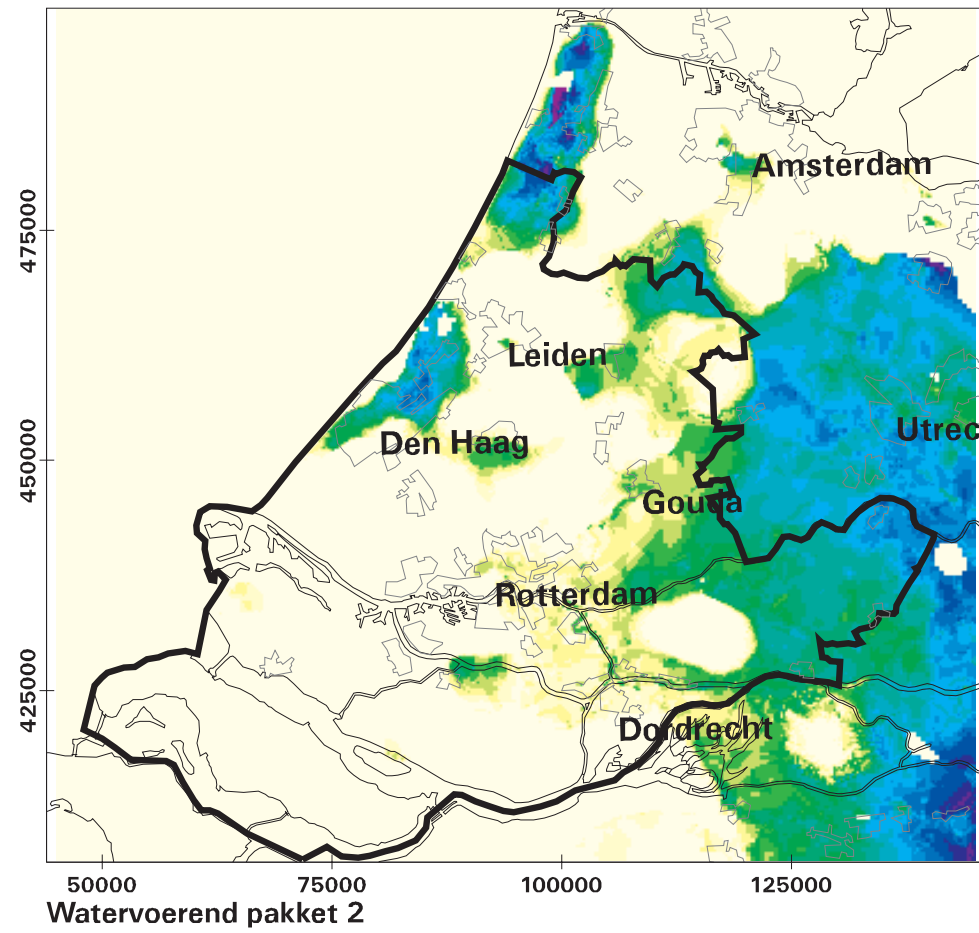 Amsterdam
475000
Leiden
Utrec
Den Haag
450000
Gouda
Rotterdam
425000
Dordrecht
50000 75000 100000 125000
Watervoerend pakket 2